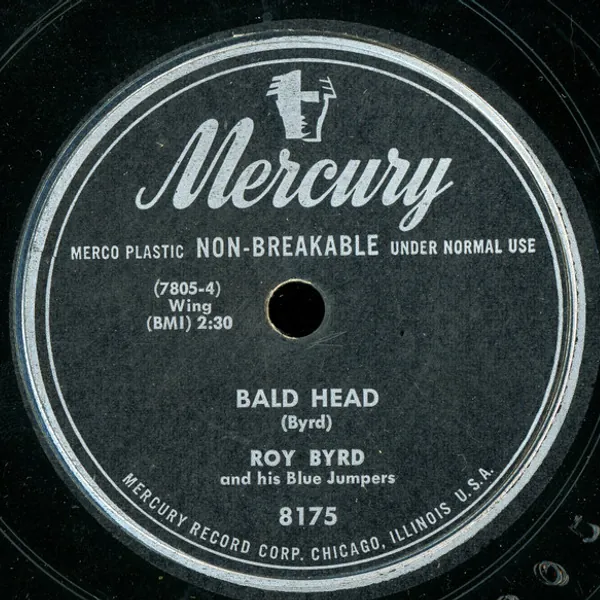 Mercury
MERCO PLASTIC NON-BREAKABLE UNDER NORMAL USE
(7805-4)
Wing
(BMI) 2:30
BALD HEAD
(Byrd)
ROY BYRD
and his Blue Jumpers
8175
MERCURY RECORD CORP. CHICAGO, ILLINOIS U.S.A.